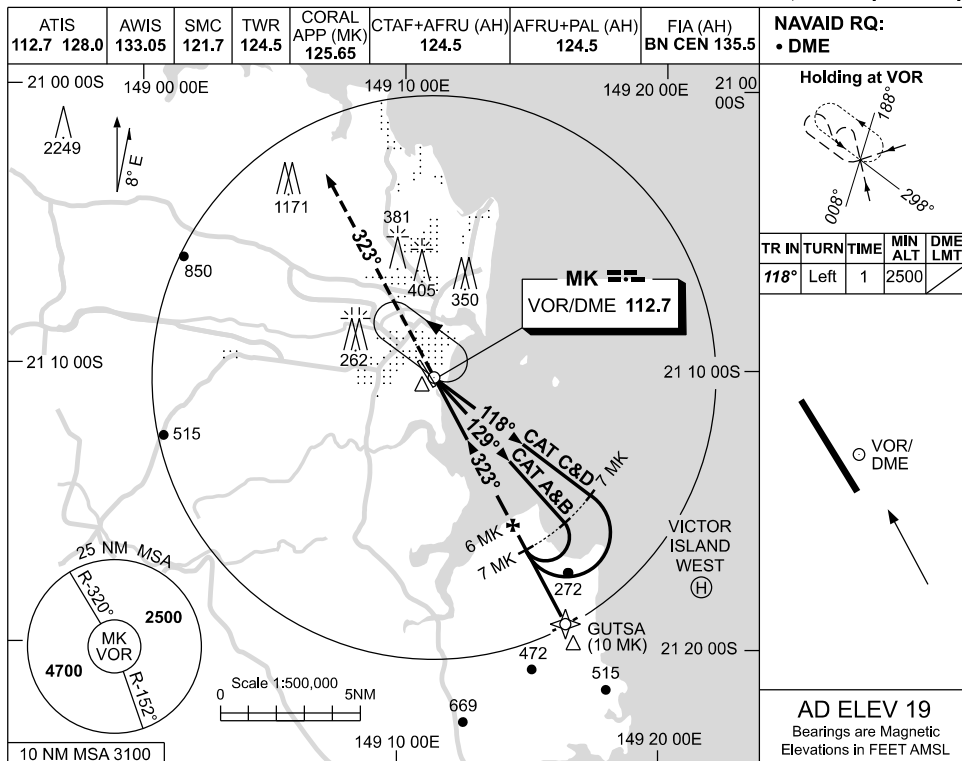 ATIS
112.7 128.0
AWIS
133.05
SMC
121.7
TWR
124.5
CORAL
APP (MK)
125.65
CTAF+AFRU (AH)
124.5
AFRU+PAL (AH)
124.5
FIA (AH)
BN CEN 135.5
NAVAID RQ:
• DME
21 00 00S
149 00 00E
149 10 00E
149 20 00E
21 00
00S
2249
8° E
1171
381
405
350
850
323°
262
MK
VOR/DME 112.7
21 10 00S
21 10 00S
515
118° CAT C&D
129° CAT A&B
323°
7 MK
6 MK
7 MK
272
VICTOR
ISLAND
WEST
H
GUTSA
(10 MK)
21 20 00S
472
515
669
25 NM MSA
R-320°
2500
MK
VOR
4700
R-152°
Scale 1:500,000
0
5NM
149 10 00E
149 20 00E
10 NM MSA 3100
Holding at VOR
188°
008°
298°
TR IN TURN TIME MIN ALT DME LMT
118° Left 1 2500
VOR/
DME
AD ELEV 19
Bearings are Magnetic
Elevations in FEET AMSL